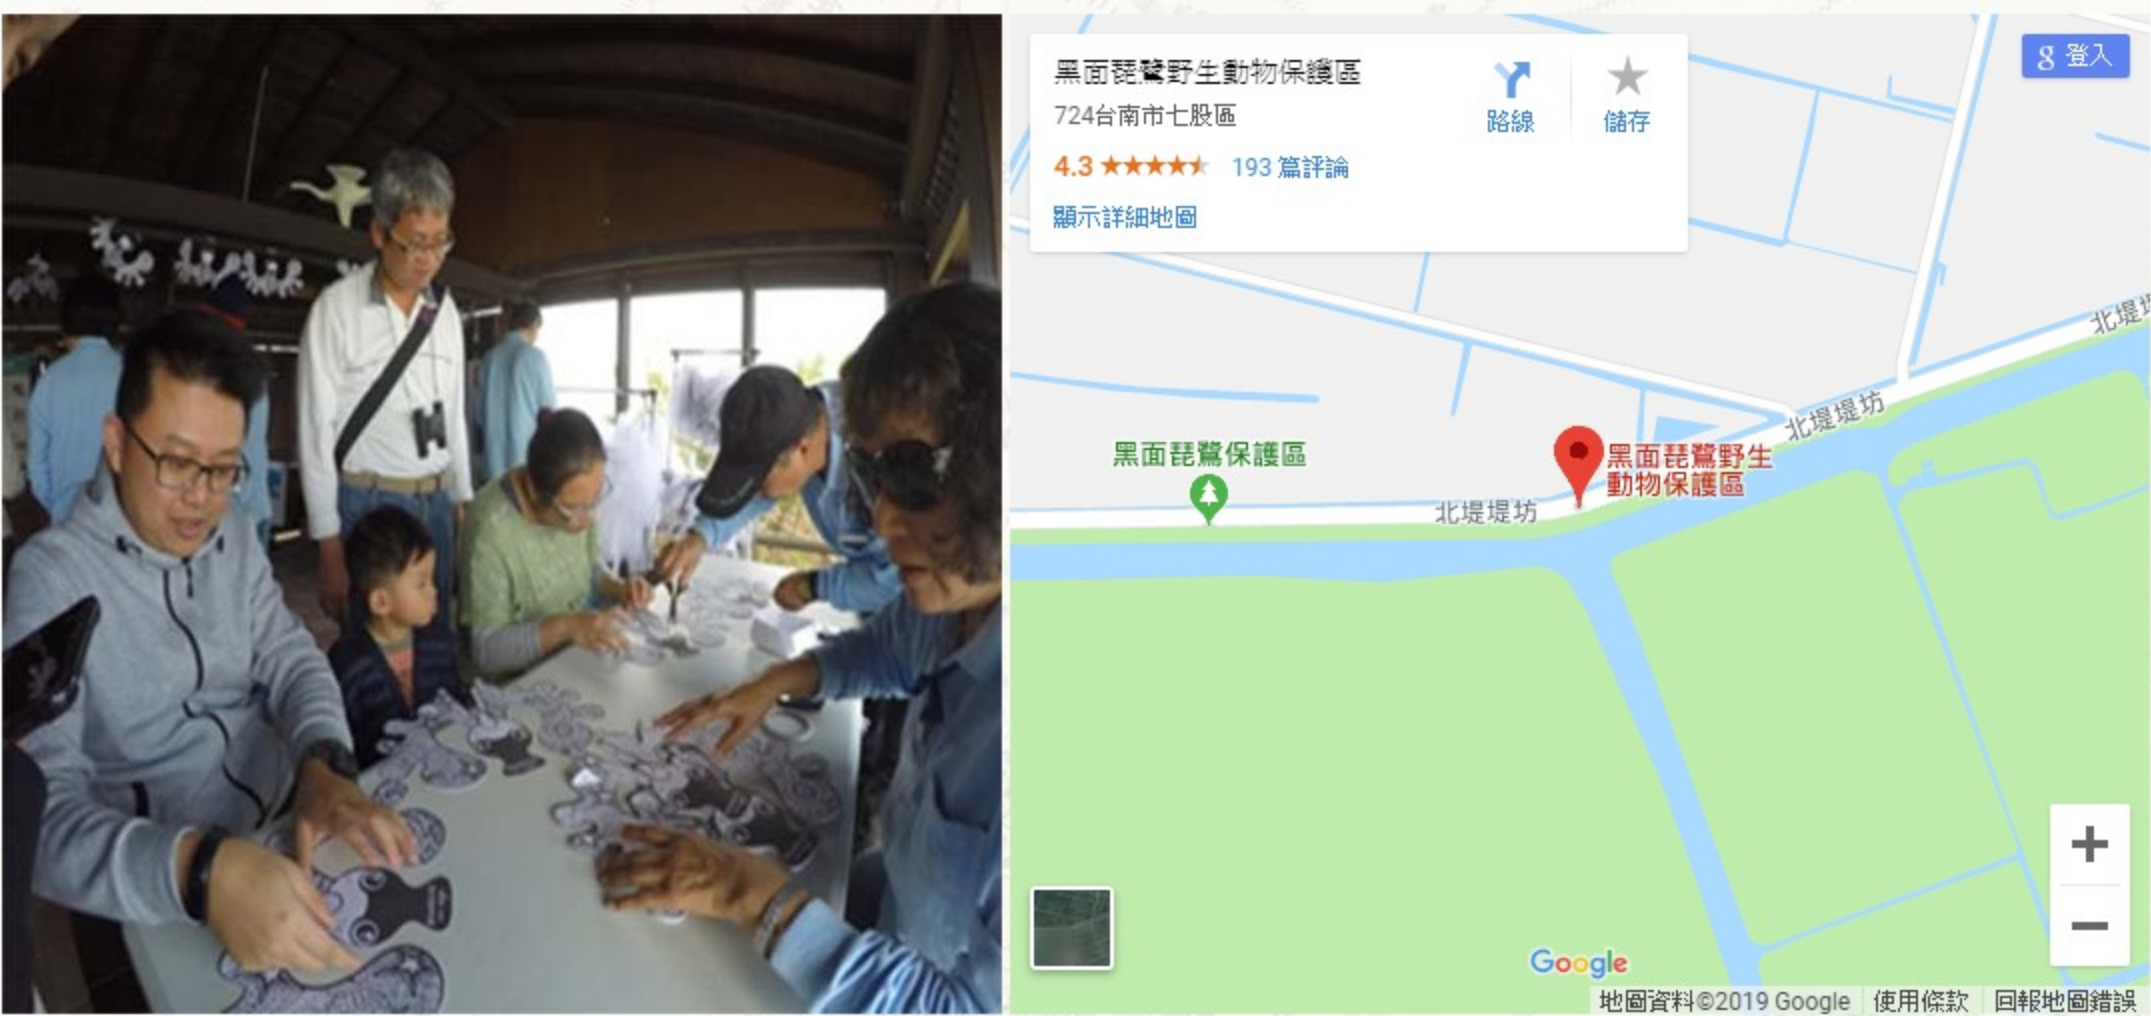 黑面琵鷺野生動物保護區
724台南市七股區
4.3
193 篇評論
顯示詳細地圖
路線
儲存
g 登入
北堤堤
北堤堤坊
黑面琵鷺保護區
黑面琵鷺野生
動物保護區
北堤堤坊
Google
地圖資料©2019 Google
使用條款
回報地圖錯誤